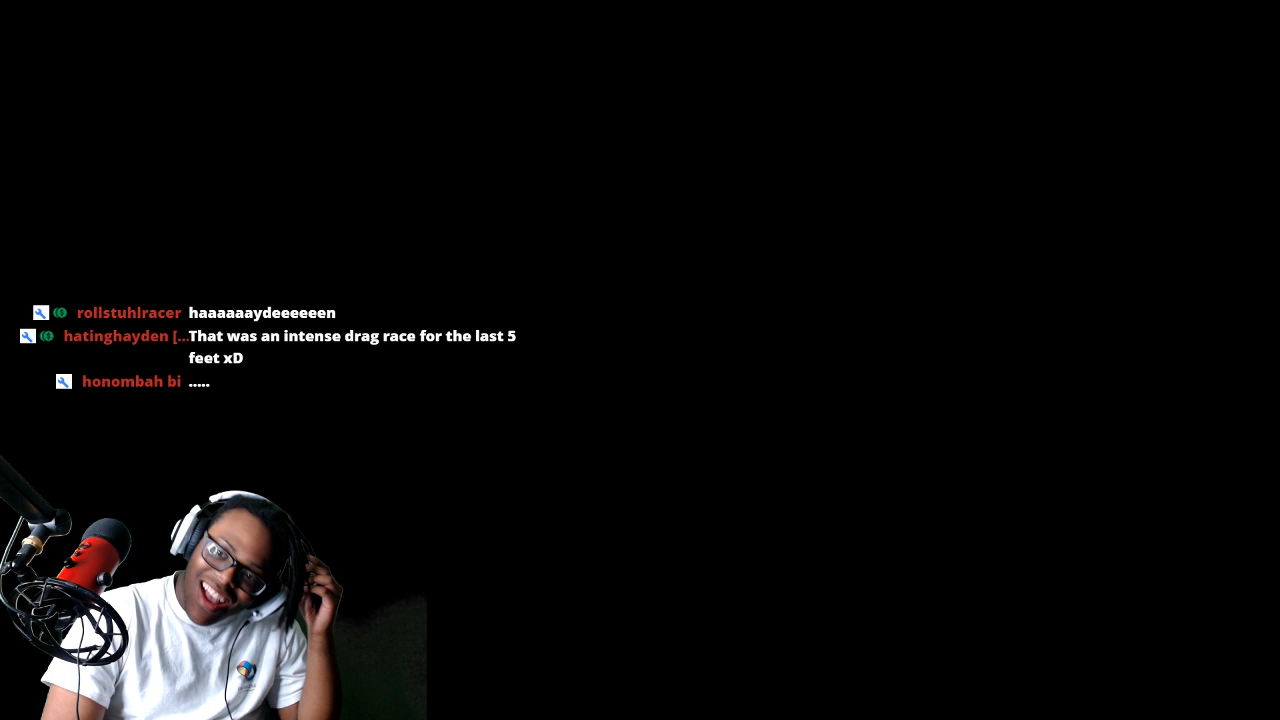 rollstuhlracer haaaaaaydeeeeeen
hatinghayden [... That was an intense drag race for the last 5
feet xD
honombah bi .....